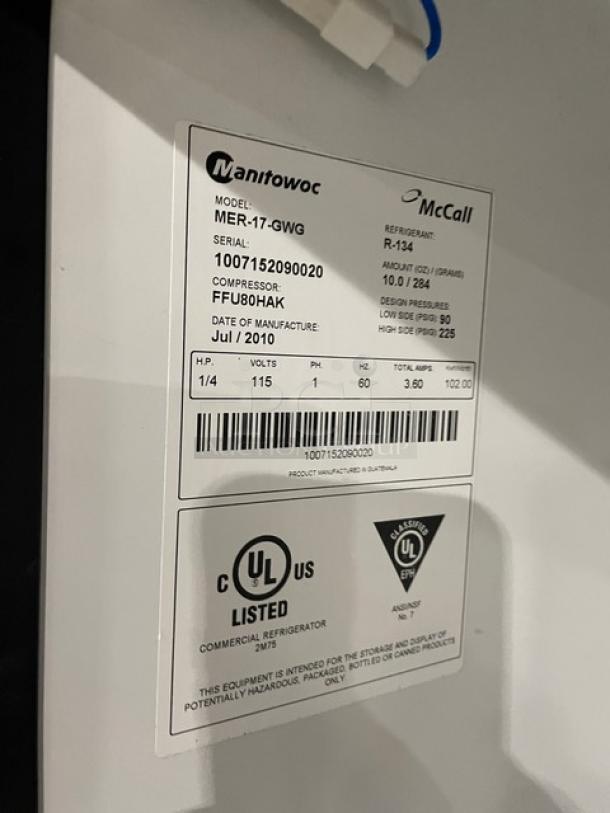 Manitowoc
McCall
MODEL:
MER-17-GWG
SERIAL:
1007152090020
COMPRESSOR:
FFU80HAK
DATE OF MANUFACTURE:
Jul / 2010
REFRIGERANT:
R-134
AMOUNT (OZ) / (GRAMS)
10.0 / 284
DESIGN PRESSURES:
LOW SIDE (PSIG) 90
HIGH SIDE (PSIG) 225
H.P. VOLTS PH. HZ. TOTAL AMPS.
1/4 115 1 60 3.60 102.00
1007152090020
PRODUCT MANUFACTURED IN GUATEMALA
C UL US
LISTED
COMMERCIAL REFRIGERATOR
2M75
CLASSIFIED
UL
EPH
ANSI/NSF
No. 7
THIS EQUIPMENT IS INTENDED FOR THE STORAGE AND DISPLAY OF
POTENTIALLY HAZARDOUS, PACKAGED, BOTTLED OR CANNED PRODUCTS
ONLY.